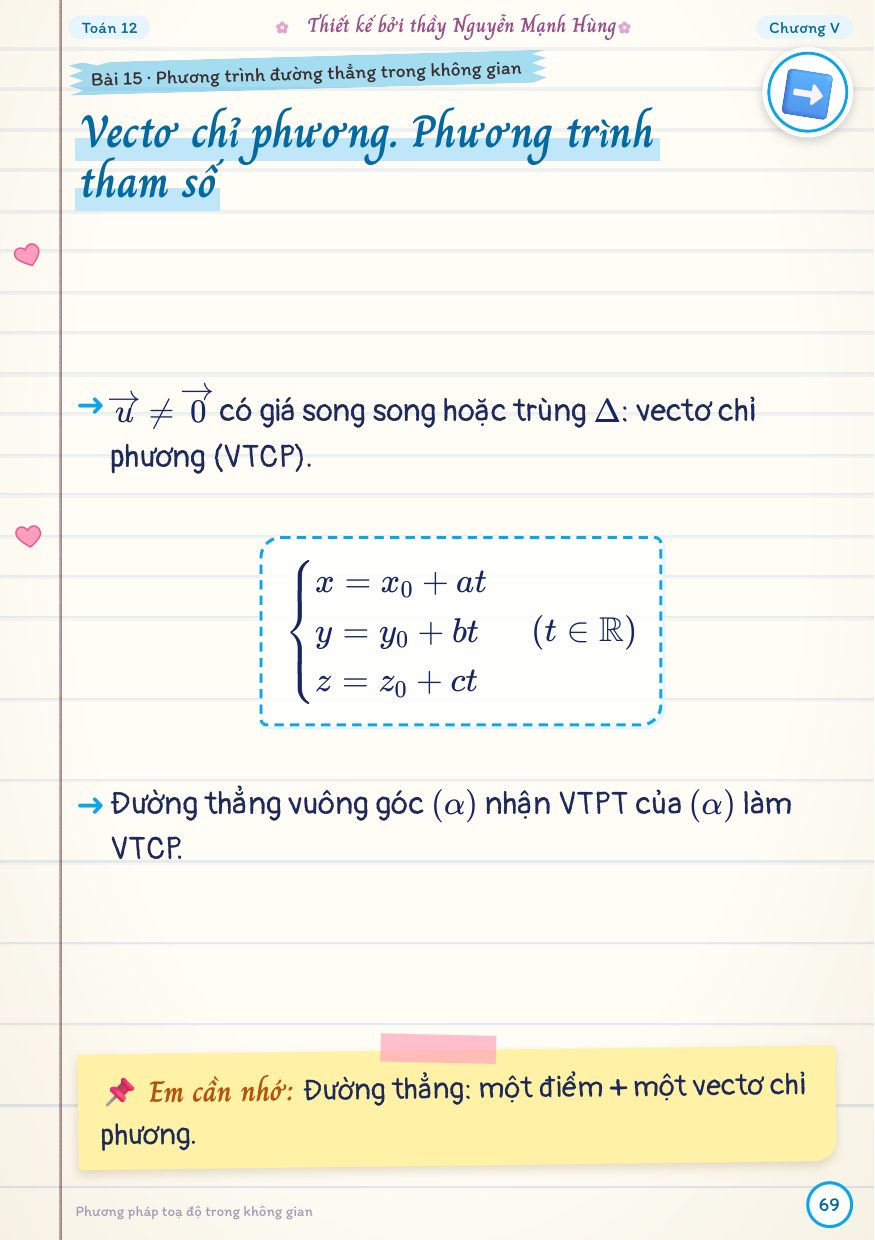 Toán 12
Thiết kế bởi thầy Nguyễn Mạnh Hùng
Chương V
Bài 15 · Phương trình đường thẳng trong không gian
Vectơ chỉ phương. Phương trình
tham số
→ $\overrightarrow{u} \neq \overrightarrow{0}$ có giá song song hoặc trùng Δ: vectơ chỉ
phương (VTCP).
x = x₀ + at
y = y₀ + bt (t ∈ ℝ)
z = z₀ + ct
→ Đường thẳng vuông góc (α) nhận VTPT của (α) làm
VTCP.
Em cần nhớ: Đường thẳng: một điểm + một vectơ chỉ
phương.
Phương pháp toạ độ trong không gian
69